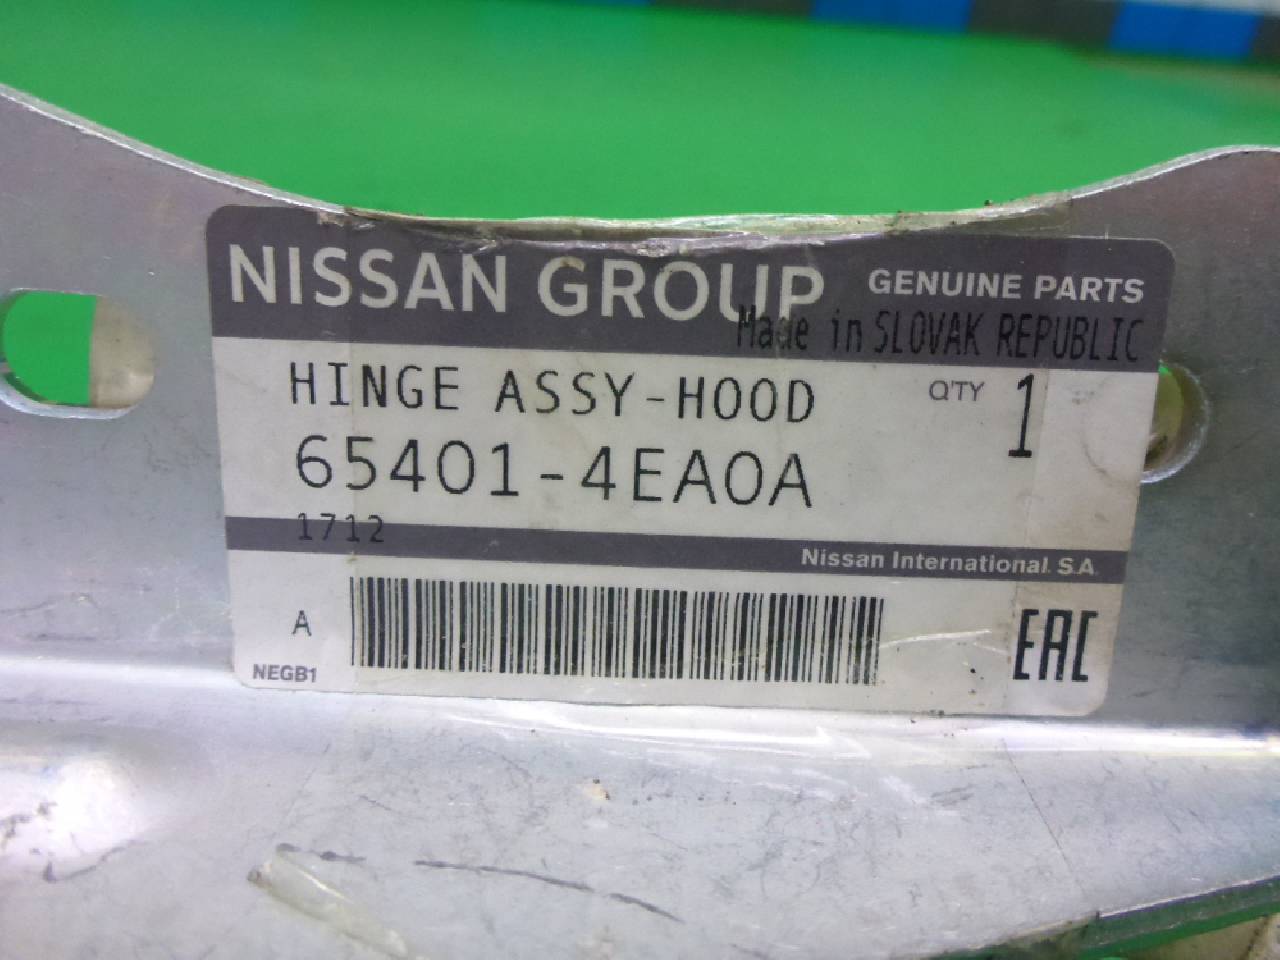 NISSAN GROUP GENUINE PARTS
Made in SLOVAK REPUBLIC
HINGE ASSY-HOOD Q'TY 1
65401-4EA0A
1712
Nissan International. S.A.
A
NEGB1
EAC